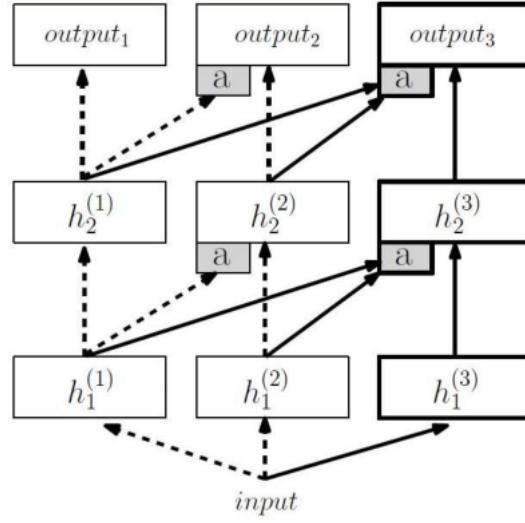 output₁ output₂ output₃
a a
h₂⁽¹⁾ h₂⁽²⁾ h₂⁽³⁾
a a
h₁⁽¹⁾ h₁⁽²⁾ h₁⁽³⁾
input